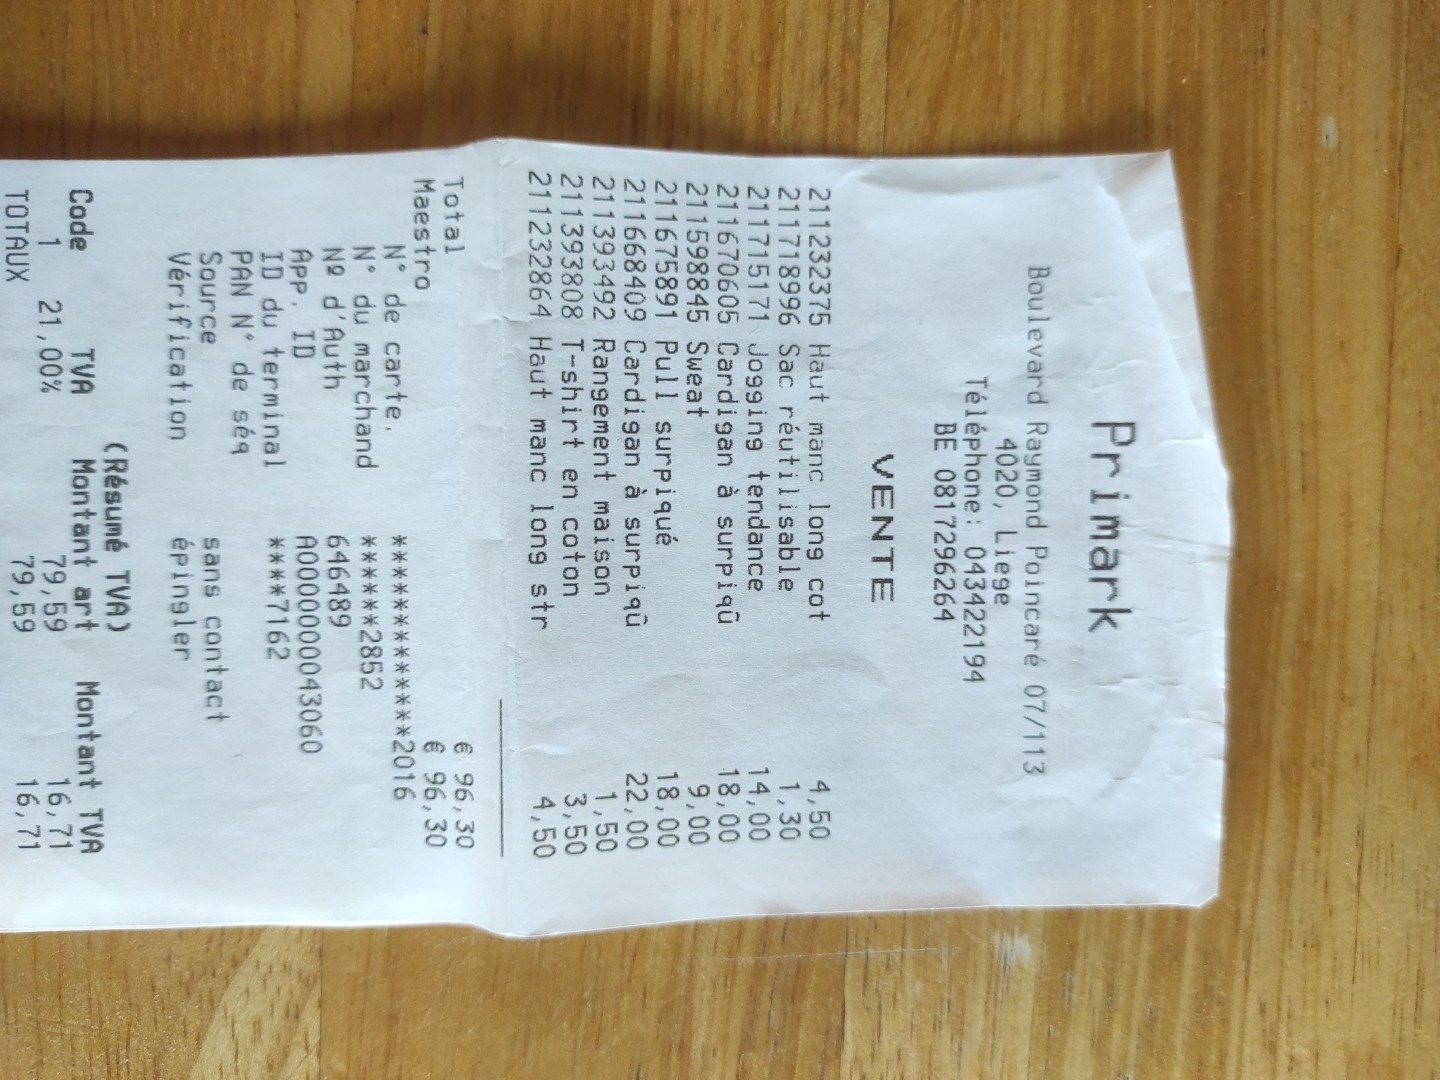 Primark
Boulevard Raymond Poincaré 07/113
4020, Liege
Téléphone: 043422194
BE 0817296264
VENTE
211232375 Haut manc long cot 4,50
211718996 Sac réutilisable 1,30
211715171 Jogging tendance 14,00
211670605 Cardigan à surpiqû 18,00
211598845 Sweat 9,00
211675891 Pull surpiqué 18,00
211668409 Cardigan à surpiqû 22,00
211393492 Rangement maison 1,50
211393808 T-shirt en coton 3,50
211232864 Haut manc long str 4,50
Total € 96,30
Maestro € 96,30
N° de carte. ***************2016
N° du marchand ******2852
Nº d'Auth 646489
App. ID A0000000043060
ID du terminal ****7162
PAN N° de séq
Source sans contact
Vérification épingler
(Résumé TVA)
Code TVA Montant art Montant TVA
1 21,00% 79,59 16,71
TOTAUX 79,59 16,71